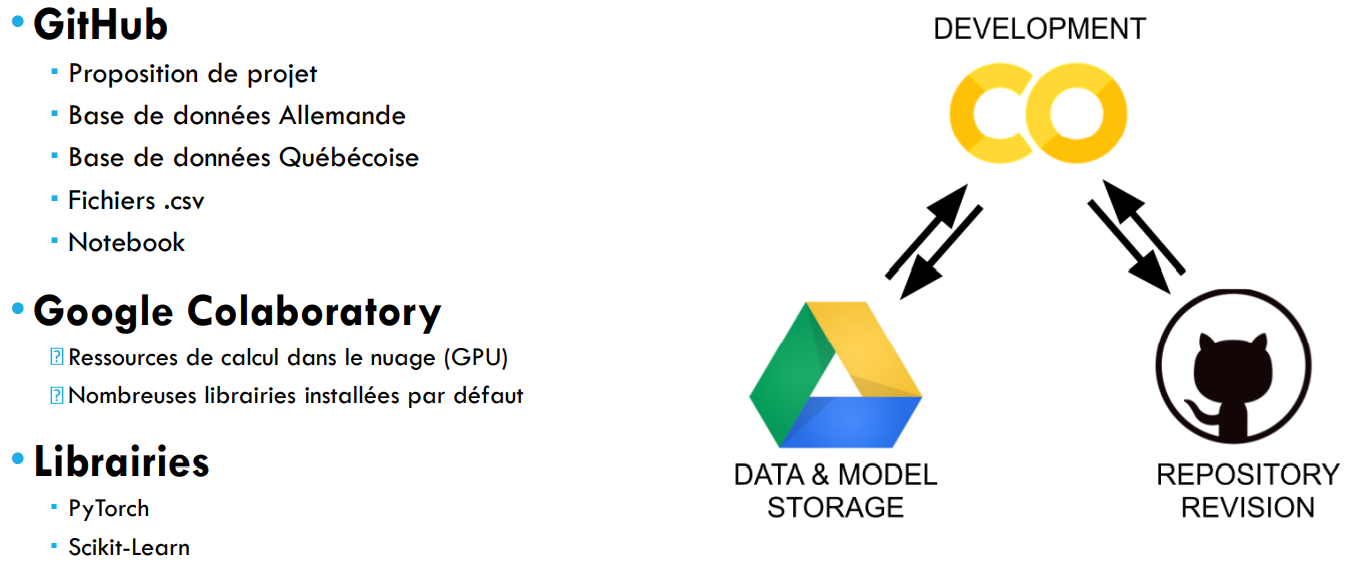 GitHub
Proposition de projet
Base de données Allemande
Base de données Québécoise
Fichiers .csv
Notebook
Google Colaboratory
Ressources de calcul dans le nuage (GPU)
Nombreuses librairies installées par défaut
Librairies
PyTorch
Scikit-Learn
DEVELOPMENT
DATA & MODEL
STORAGE
REPOSITORY
REVISION